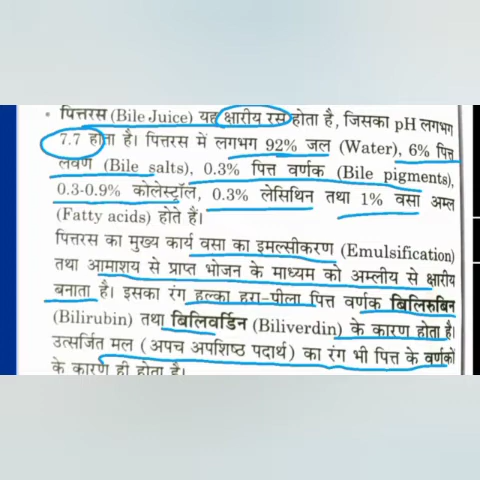 • पित्तरस (Bile Juice) यह क्षारीय रस होता है, जिसका pH लगभग
7.7 होता है। पित्तरस में लगभग 92% जल (Water), 6% पित्त
लवण (Bile salts), 0.3% पित्त वर्णक (Bile pigments),
0.3-0.9% कोलेस्ट्रॉल, 0.3% लेसिथिन तथा 1% वसा अम्ल
(Fatty acids) होते हैं।
पित्तरस का मुख्य कार्य वसा का इमल्सीकरण (Emulsification)
तथा आमाशय से प्राप्त भोजन के माध्यम को अम्लीय से क्षारीय
बनाता है। इसका रंग हल्का हरा-पीला पित्त वर्णक बिलिरुबिन
(Bilirubin) तथा बिलिवर्डिन (Biliverdin) के कारण होता है।
उत्सर्जित मल (अपच अपशिष्ठ पदार्थ) का रंग भी पित्त के वर्णकों
के कारण ही होता है।